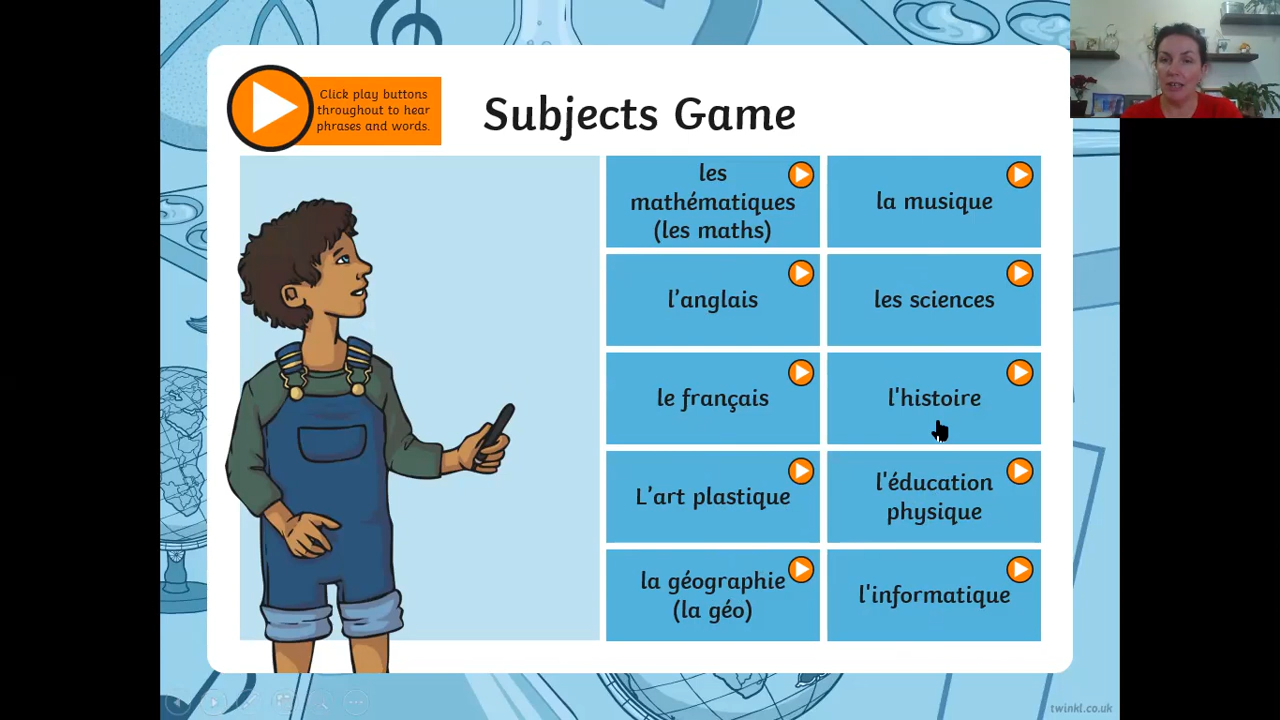 Click play buttons
throughout to hear
phrases and words.
Subjects Game
les
mathématiques
(les maths)
la musique
l'anglais
les sciences
le français
l'histoire
L'art plastique
l'éducation
physique
la géographie
(la géo)
l'informatique
twinkl.co.uk